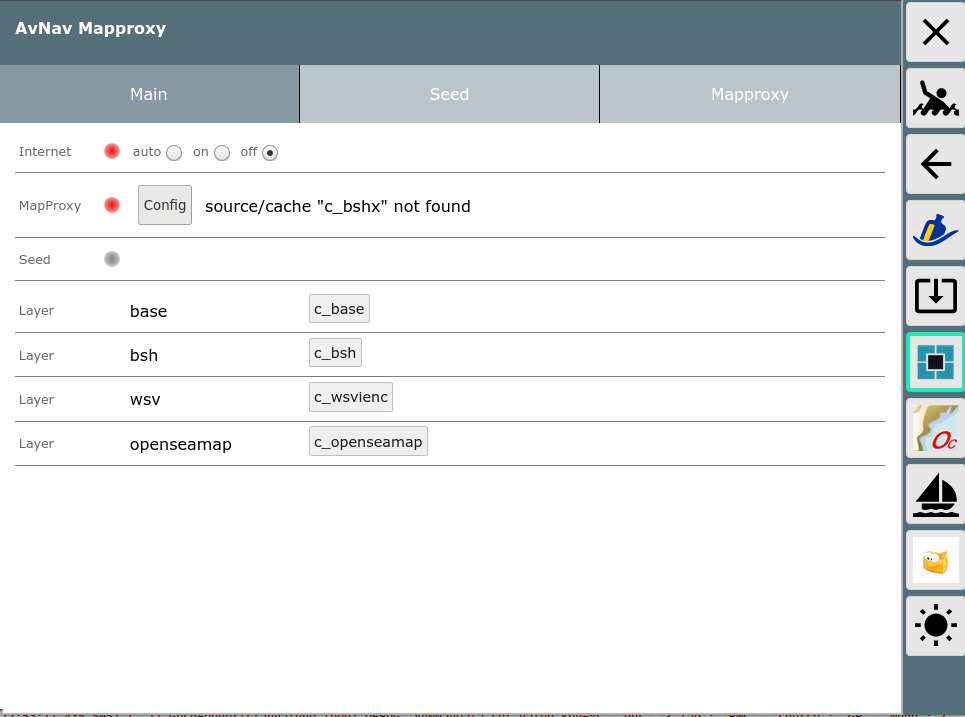 AvNav Mapproxy
Main Seed Mapproxy
Internet auto on off
MapProxy Config source/cache "c_bshx" not found
Seed
Layer base c_base
Layer bsh c_bsh
Layer wsv c_wsvienc
Layer openseamap c_openseamap
Oc